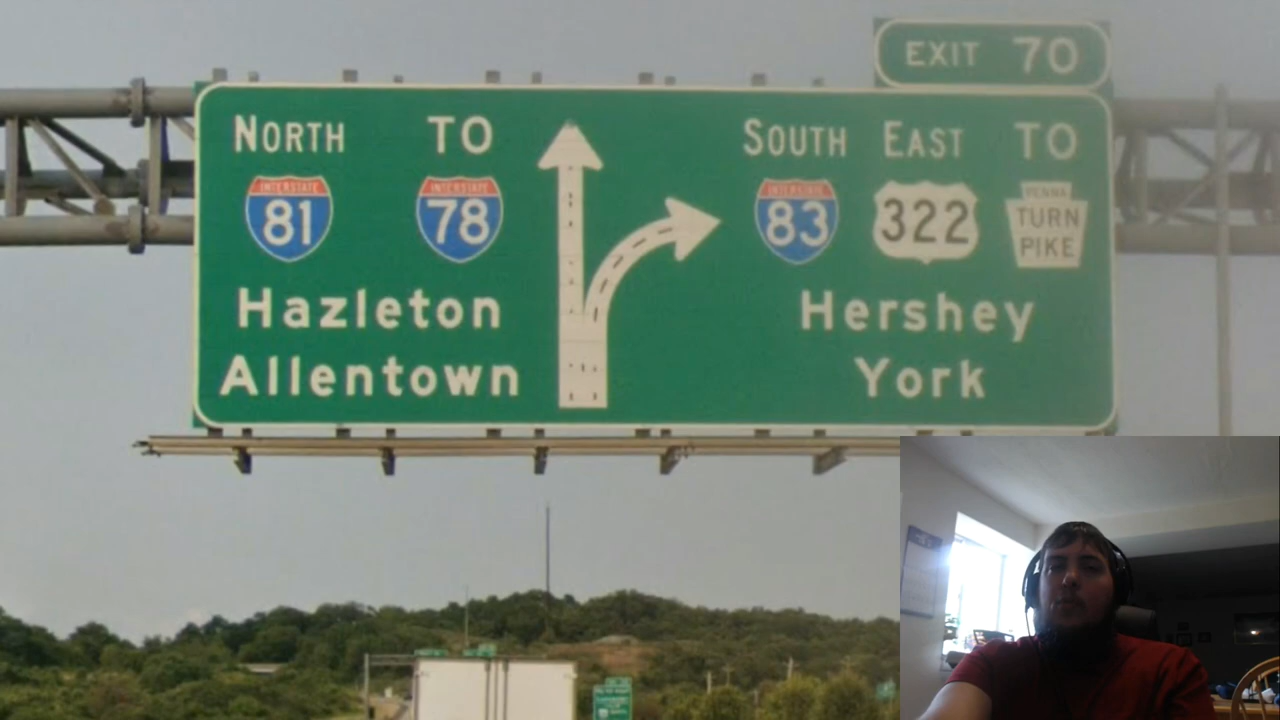 EXIT 70
NORTH TO
INTERSTATE 81 INTERSTATE 78
Hazleton
Allentown
SOUTH EAST TO
INTERSTATE 83 322 PENNA TURN PIKE
Hershey
York